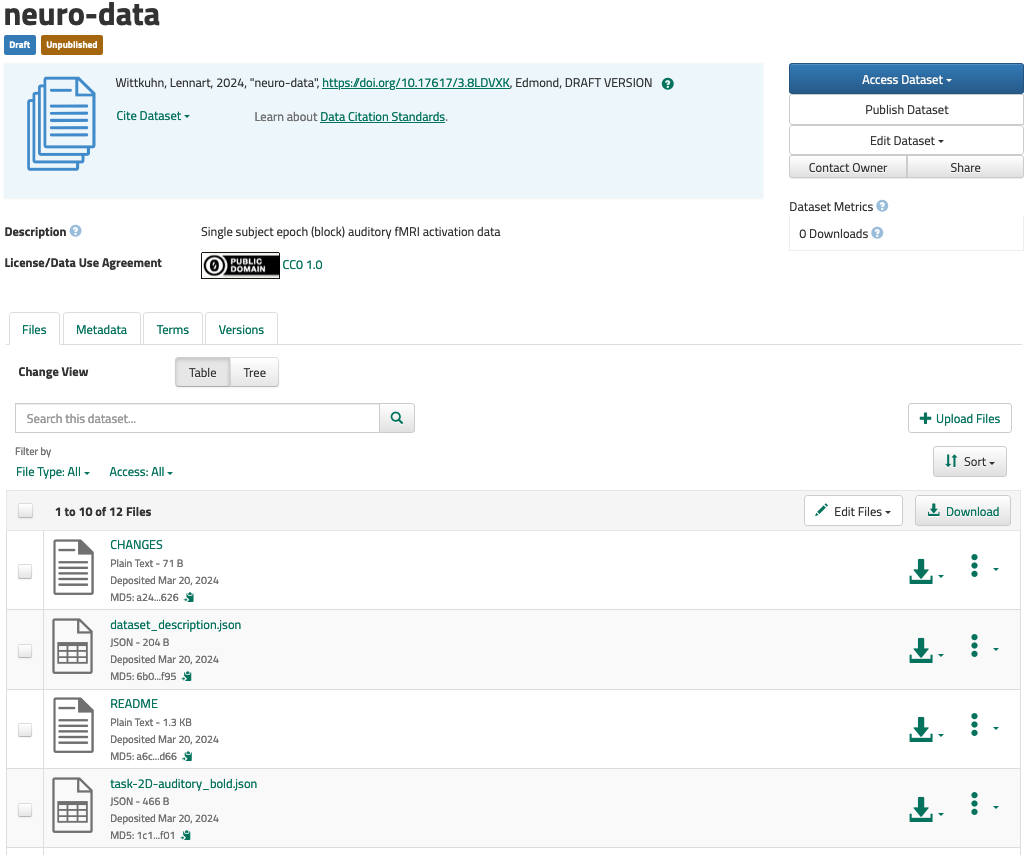 neuro-data
Draft Unpublished
Wittkuhn, Lennart, 2024, "neuro-data", https://doi.org/10.17617/3.8LDVXK, Edmond, DRAFT VERSION ?
Cite Dataset
Learn about Data Citation Standards.
Access Dataset
Publish Dataset
Edit Dataset
Contact Owner Share
Dataset Metrics ?
0 Downloads ?
Description ? Single subject epoch (block) auditory fMRI activation data
License/Data Use Agreement PUBLIC DOMAIN CC0 1.0
Files Metadata Terms Versions
Change View Table Tree
Search this dataset...
Upload Files
Filter by
File Type: All Access: All
Sort
1 to 10 of 12 Files Edit Files Download
CHANGES
Plain Text - 71 B
Deposited Mar 20, 2024
MD5: a24...626
dataset_description.json
JSON - 204 B
Deposited Mar 20, 2024
MD5: 6b0...f95
README
Plain Text - 1.3 KB
Deposited Mar 20, 2024
MD5: a6c...d66
task-2D-auditory_bold.json
JSON - 466 B
Deposited Mar 20, 2024
MD5: 1c1...f01